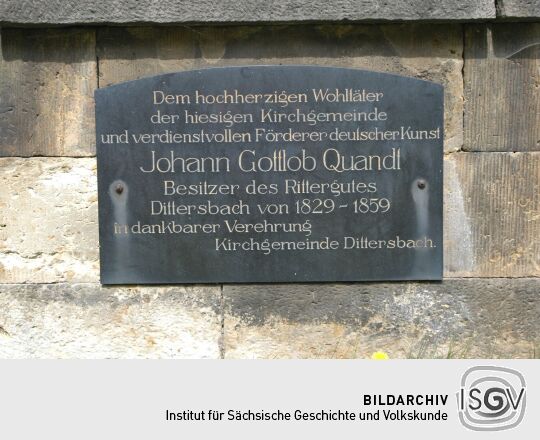 Dem hochherzigen Wohltäter
der hiesigen Kirchgemeinde
und verdienstvollen Förderer deutscher Kunst
Johann Gottlob Quandt
Besitzer des Rittergutes
Dittersbach von 1829 - 1859
in dankbarer Verehrung
Kirchgemeinde Dittersbach.
BILDARCHIV
Institut für Sächsische Geschichte und Volkskunde
ISGV